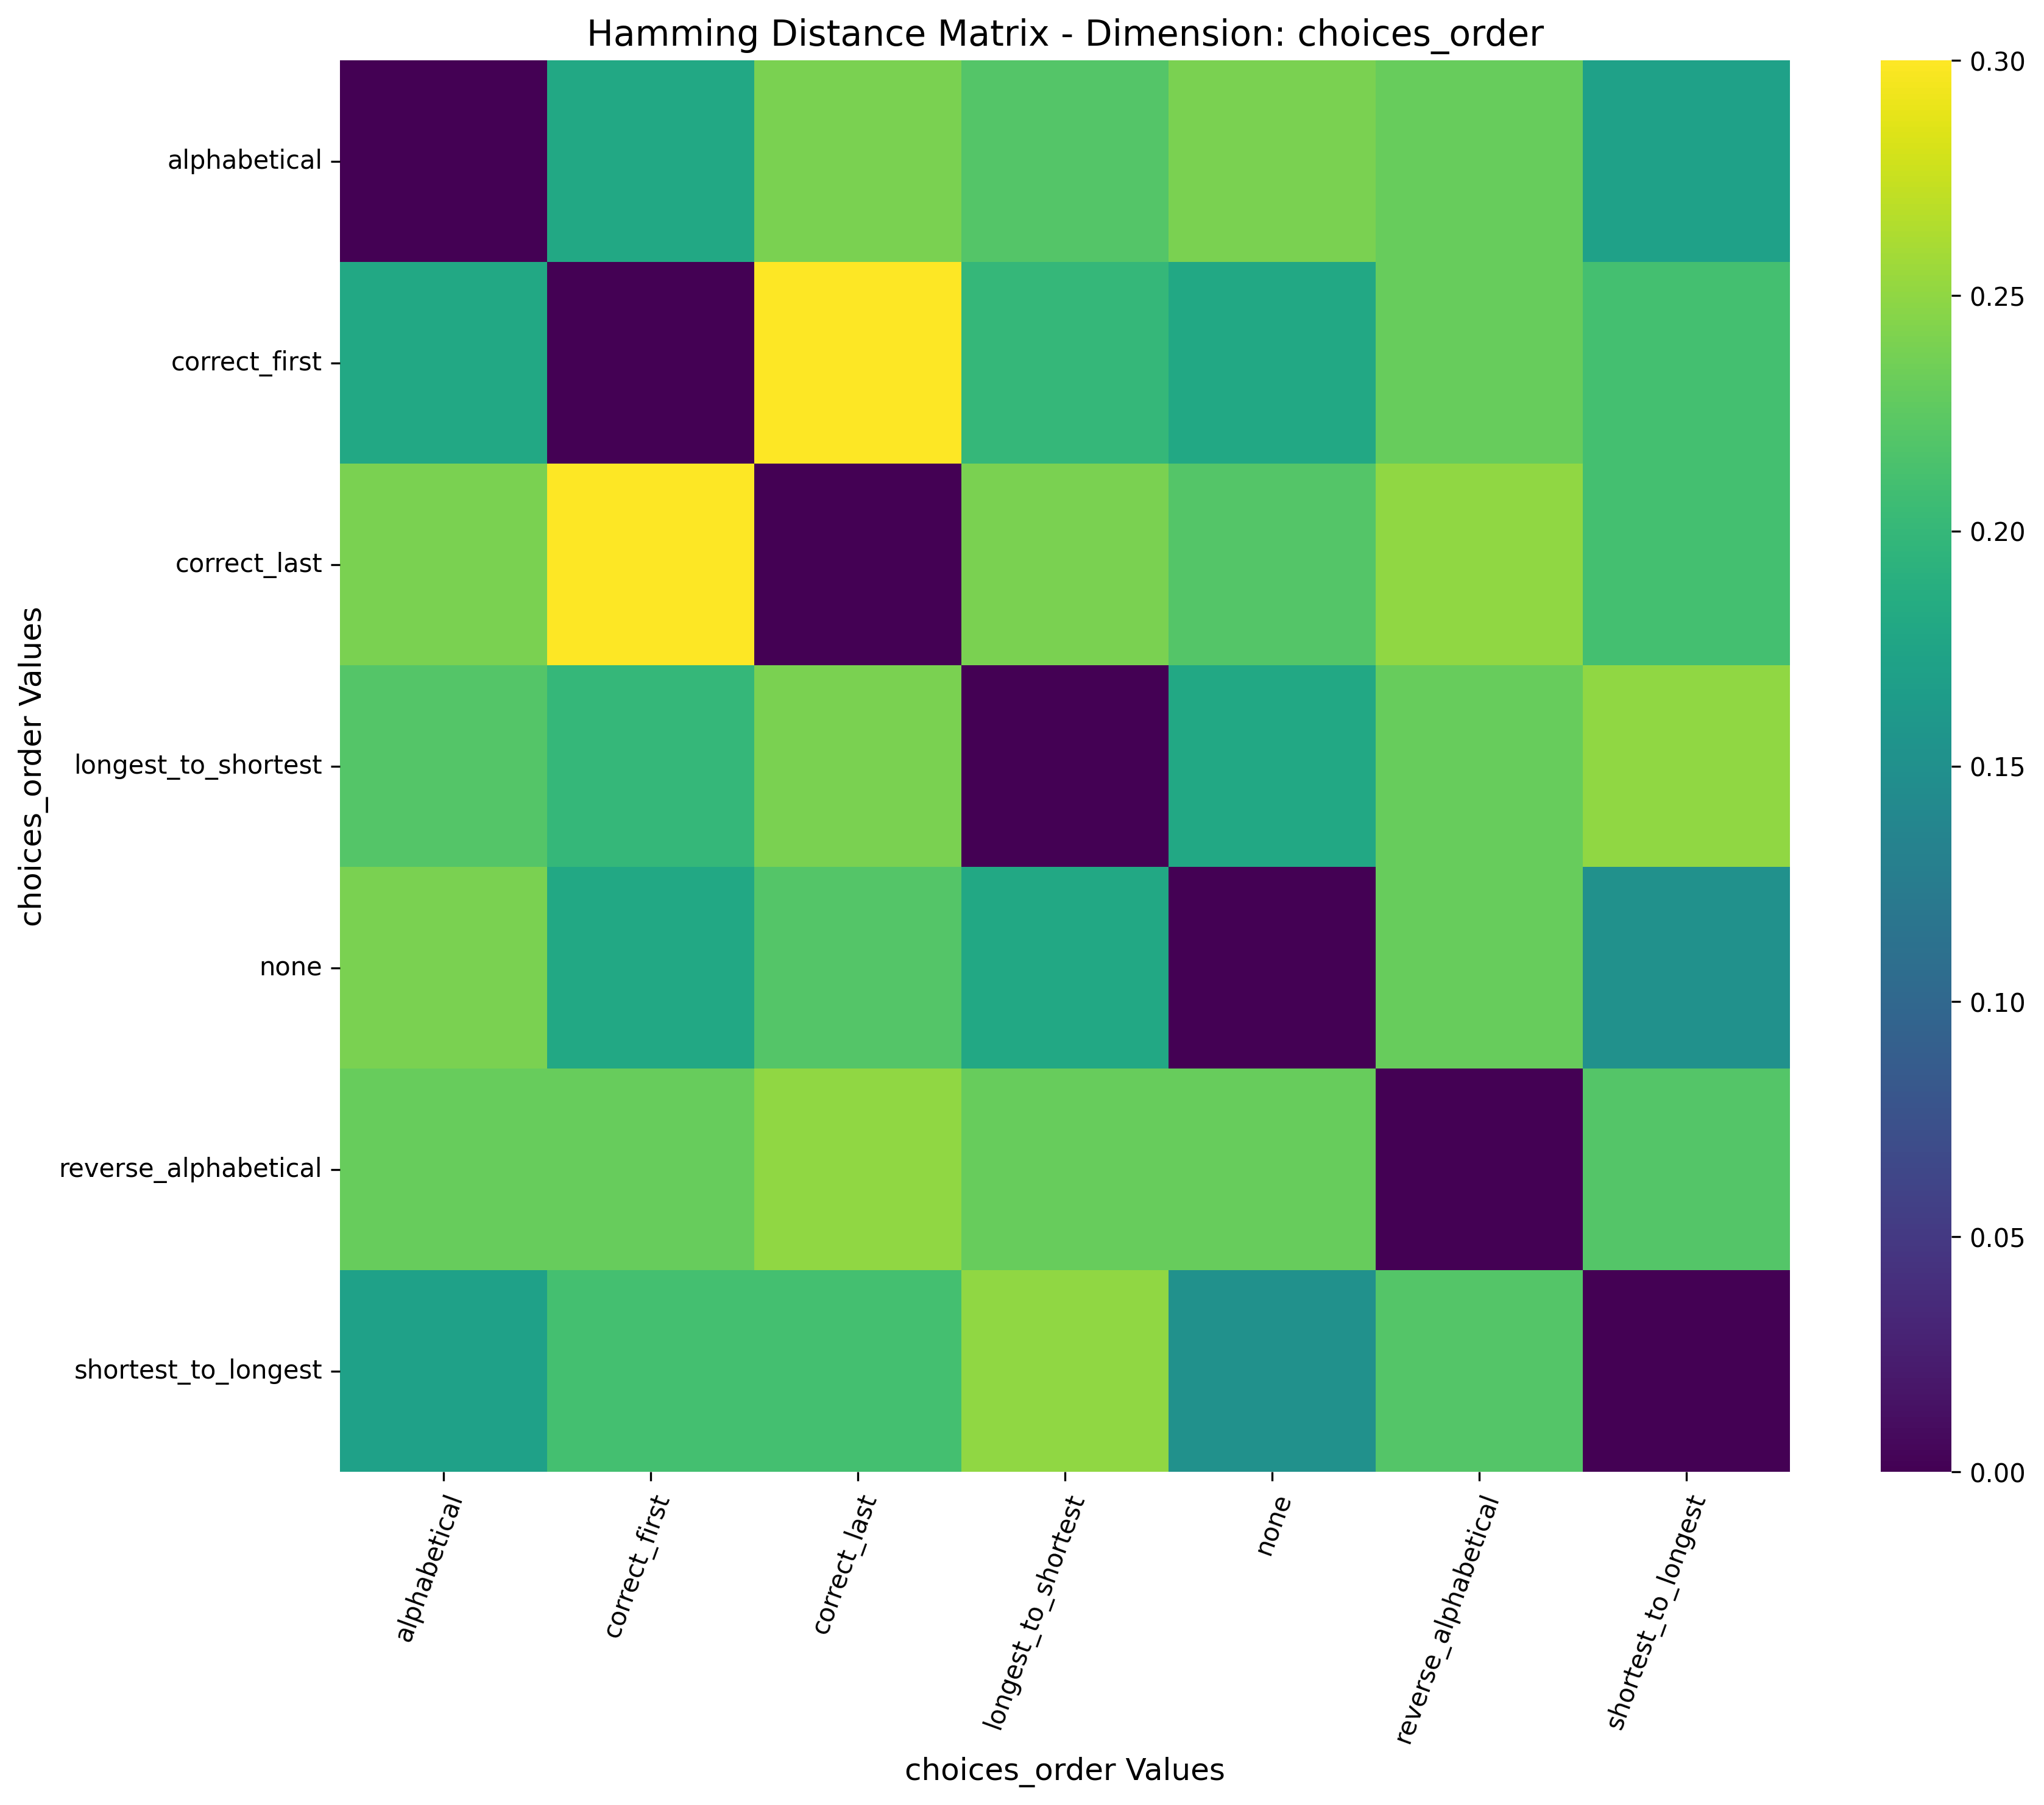 Hamming Distance Matrix - Dimension: choices_order
choices_order Values
alphabetical
correct_first
correct_last
longest_to_shortest
none
reverse_alphabetical
shortest_to_longest
alphabetical
correct_first
correct_last
longest_to_shortest
none
reverse_alphabetical
shortest_to_longest
choices_order Values
0.30
0.25
0.20
0.15
0.10
0.05
0.00